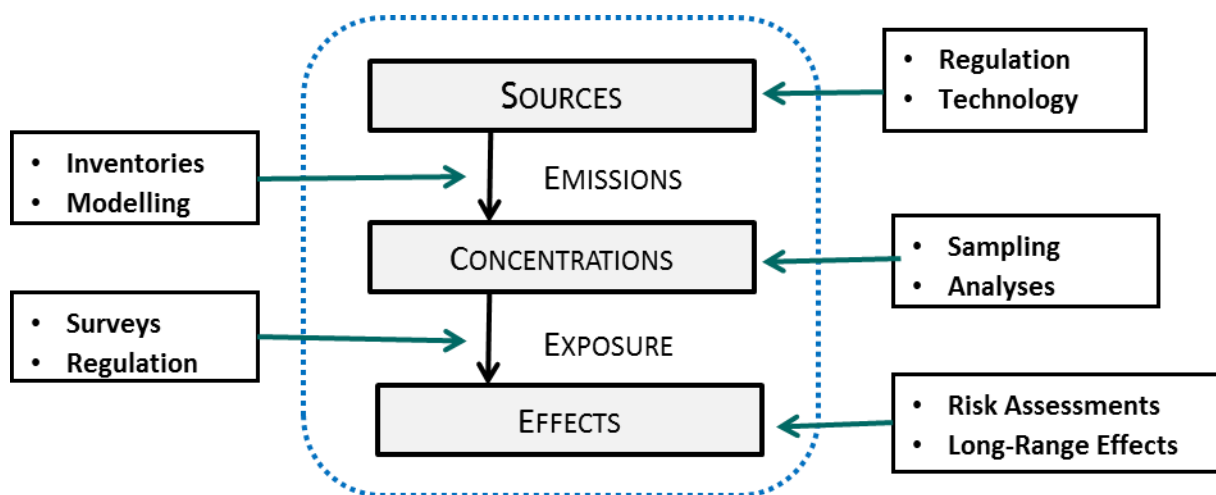 SOURCES
• Regulation
• Technology
• Inventories
• Modelling
EMISSIONS
CONCENTRATIONS
• Sampling
• Analyses
• Surveys
• Regulation
EXPOSURE
EFFECTS
• Risk Assessments
• Long-Range Effects